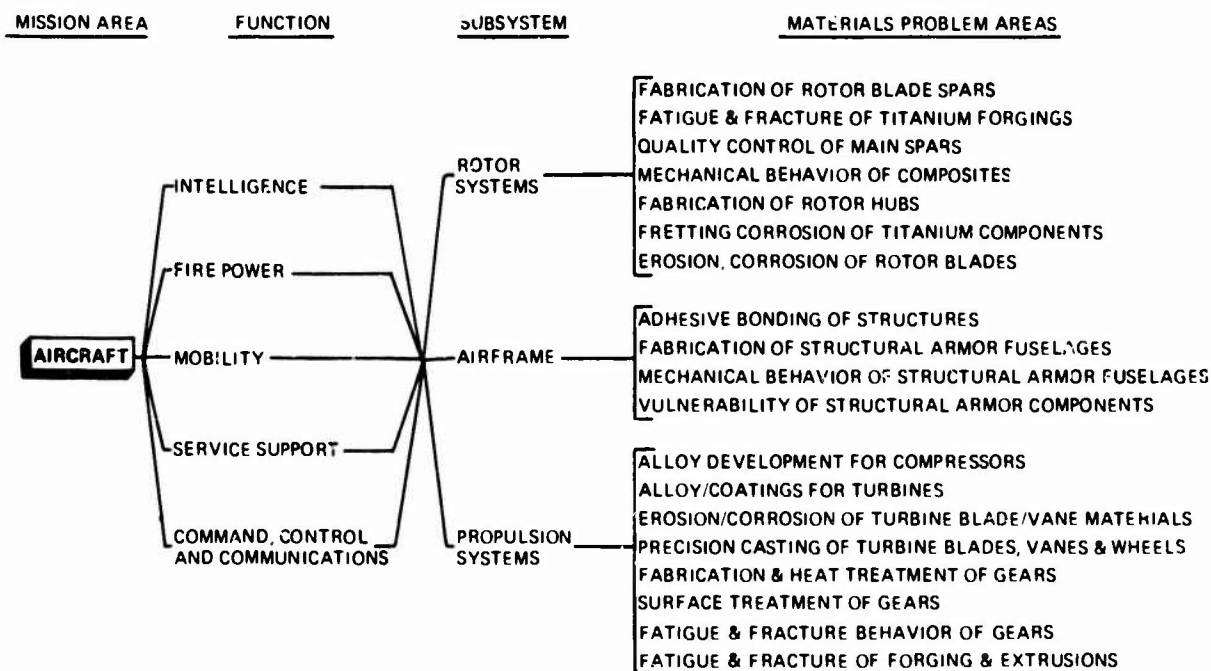 MISSION AREA FUNCTION SUBSYSTEM MATERIALS PROBLEM AREAS
AIRCRAFT
INTELLIGENCE
FIRE POWER
MOBILITY
SERVICE SUPPORT
COMMAND, CONTROL
AND COMMUNICATIONS
ROTOR
SYSTEMS
AIRFRAME
PROPULSION
SYSTEMS
FABRICATION OF ROTOR BLADE SPARS
FATIGUE & FRACTURE OF TITANIUM FORGINGS
QUALITY CONTROL OF MAIN SPARS
MECHANICAL BEHAVIOR OF COMPOSITES
FABRICATION OF ROTOR HUBS
FRETTING CORROSION OF TITANIUM COMPONENTS
EROSION, CORROSION OF ROTOR BLADES
ADHESIVE BONDING OF STRUCTURES
FABRICATION OF STRUCTURAL ARMOR FUSELAGES
MECHANICAL BEHAVIOR OF STRUCTURAL ARMOR FUSELAGES
VULNERABILITY OF STRUCTURAL ARMOR COMPONENTS
ALLOY DEVELOPMENT FOR COMPRESSORS
ALLOY/COATINGS FOR TURBINES
EROSION/CORROSION OF TURBINE BLADE/VANE MATERIALS
PRECISION CASTING OF TURBINE BLADES, VANES & WHEELS
FABRICATION & HEAT TREATMENT OF GEARS
SURFACE TREATMENT OF GEARS
FATIGUE & FRACTURE BEHAVIOR OF GEARS
FATIGUE & FRACTURE OF FORGING & EXTRUSIONS